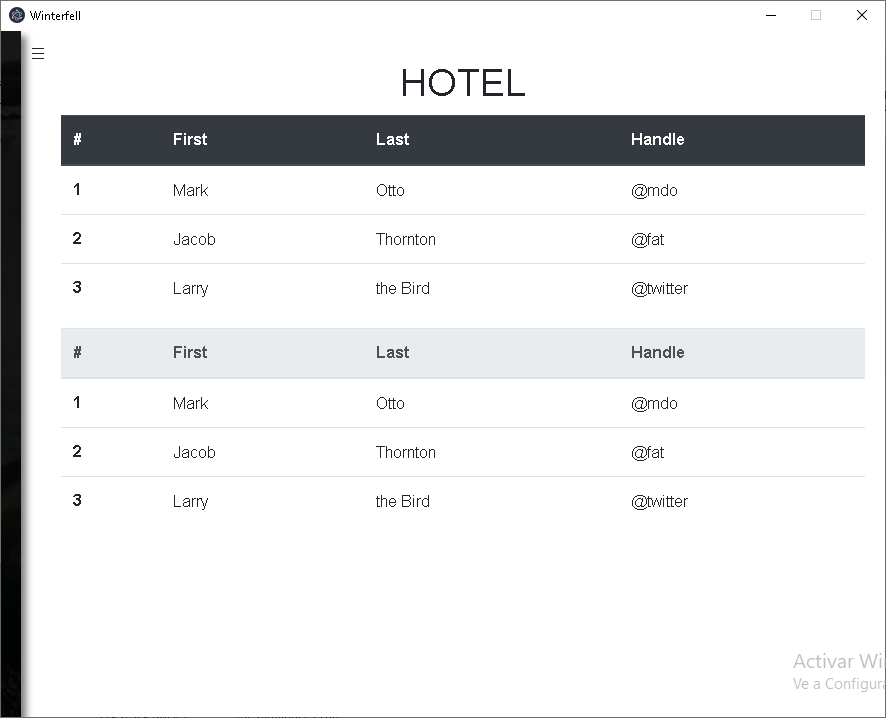 Winterfell
HOTEL
# First Last Handle
1 Mark Otto @mdo
2 Jacob Thornton @fat
3 Larry the Bird @twitter
# First Last Handle
1 Mark Otto @mdo
2 Jacob Thornton @fat
3 Larry the Bird @twitter
Activar Wi
Ve a Configura